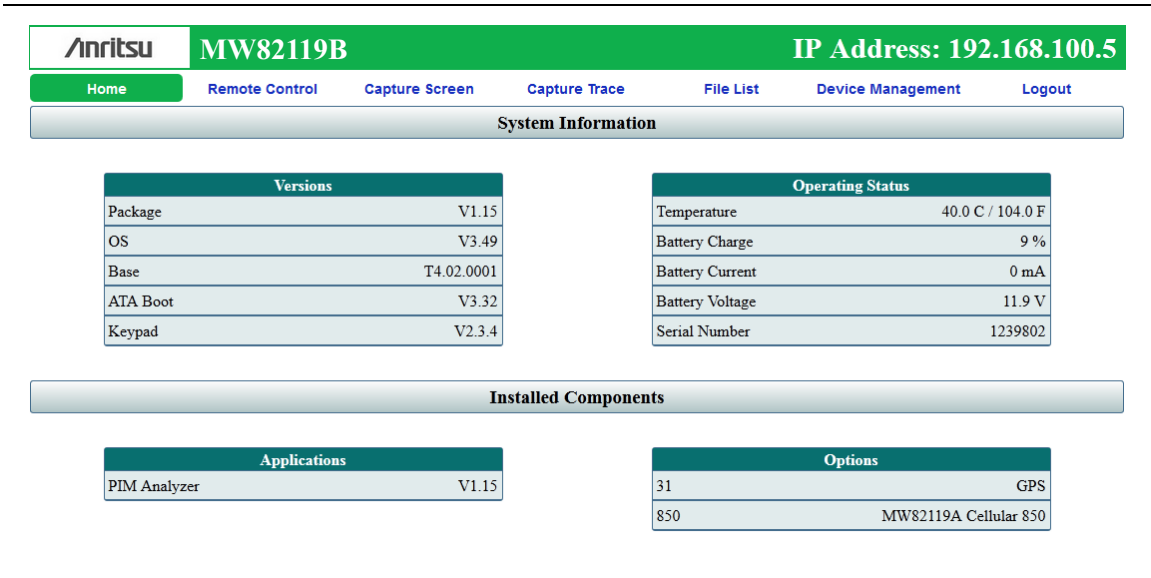 Anritsu MW82119B IP Address: 192.168.100.5
Home Remote Control Capture Screen Capture Trace File List Device Management Logout
System Information
Versions
Package V1.15
OS V3.49
Base T4.02.0001
ATA Boot V3.32
Keypad V2.3.4
Operating Status
Temperature 40.0 C / 104.0 F
Battery Charge 9 %
Battery Current 0 mA
Battery Voltage 11.9 V
Serial Number 1239802
Installed Components
Applications
PIM Analyzer V1.15
Options
31 GPS
850 MW82119A Cellular 850